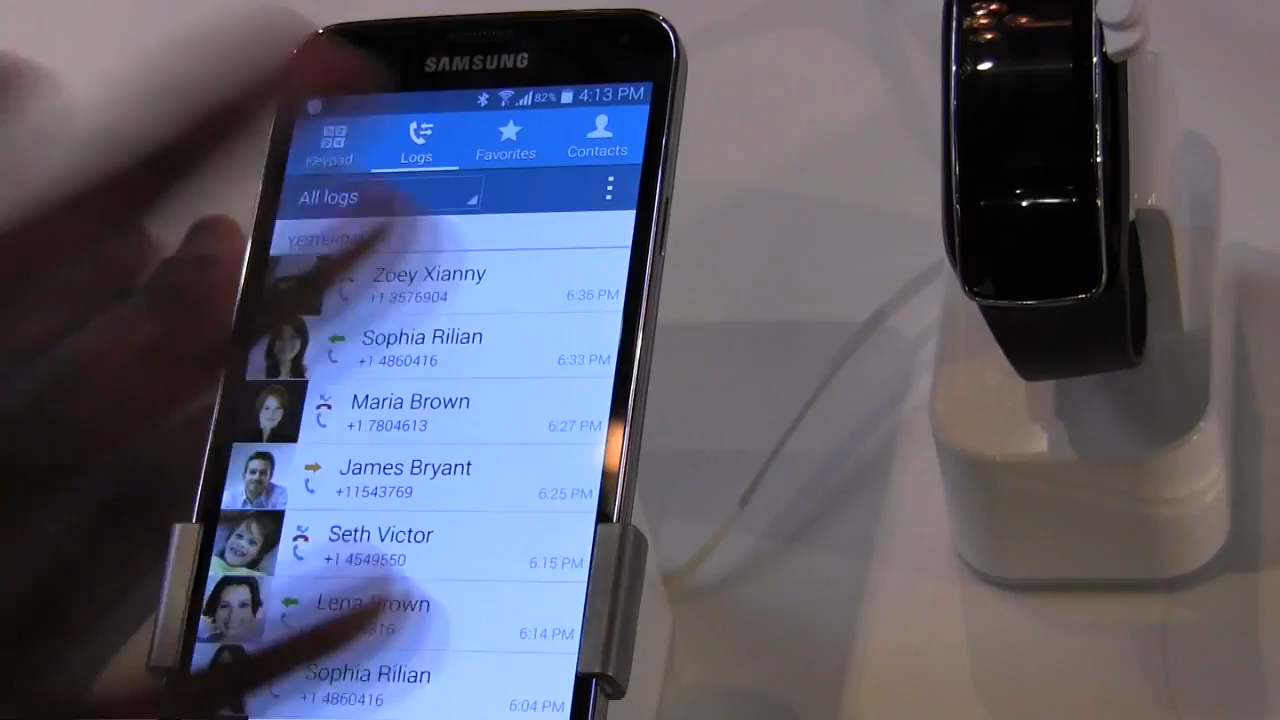 SAMSUNG
82% 4:13 PM
Keypad Logs Favorites Contacts
All logs
Zoey Xianny
+1 3576904 6:36 PM
Sophia Rilian
+1 4860416 6:33 PM
Maria Brown
+1 7804613 6:27 PM
James Bryant
+11543769 6:25 PM
Seth Victor
+1 4549550 6:15 PM
Lena Brown
6:14 PM
Sophia Rilian
+1 4860416 6:04 PM